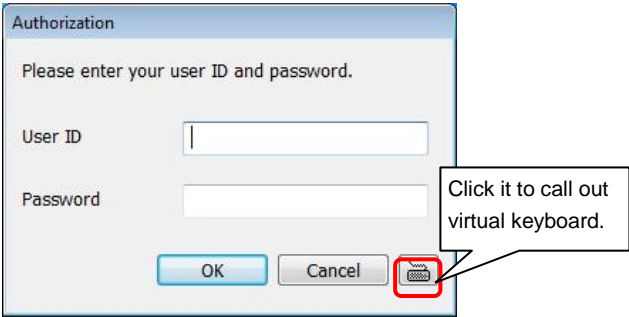 Authorization
Please enter your user ID and password.
User ID
Password
Click it to call out
virtual keyboard.
OK Cancel